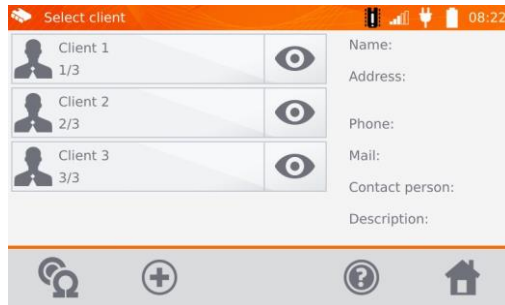 Select client
08:22
Client 1
1/3
Client 2
2/3
Client 3
3/3
Name:
Address:
Phone:
Mail:
Contact person:
Description: